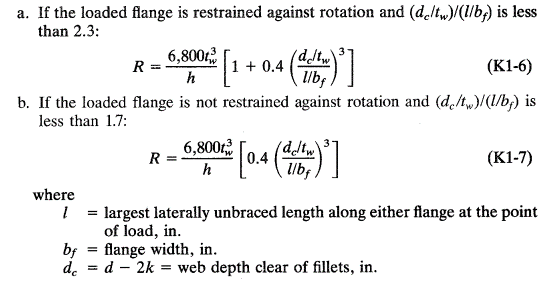 a. If the loaded flange is restrained against rotation and (d_c/t_w)/(l/b_f) is less
than 2.3:
R = 6,800t_w^3/h [1 + 0.4 ((d_c/t_w)/(l/b_f))^3] (K1-6)
b. If the loaded flange is not restrained against rotation and (d_c/t_w)/(l/b_f) is
less than 1.7:
R = 6,800t_w^3/h [0.4 ((d_c/t_w)/(l/b_f))^3] (K1-7)
where
l = largest laterally unbraced length along either flange at the point
of load, in.
b_f = flange width, in.
d_c = d − 2k = web depth clear of fillets, in.